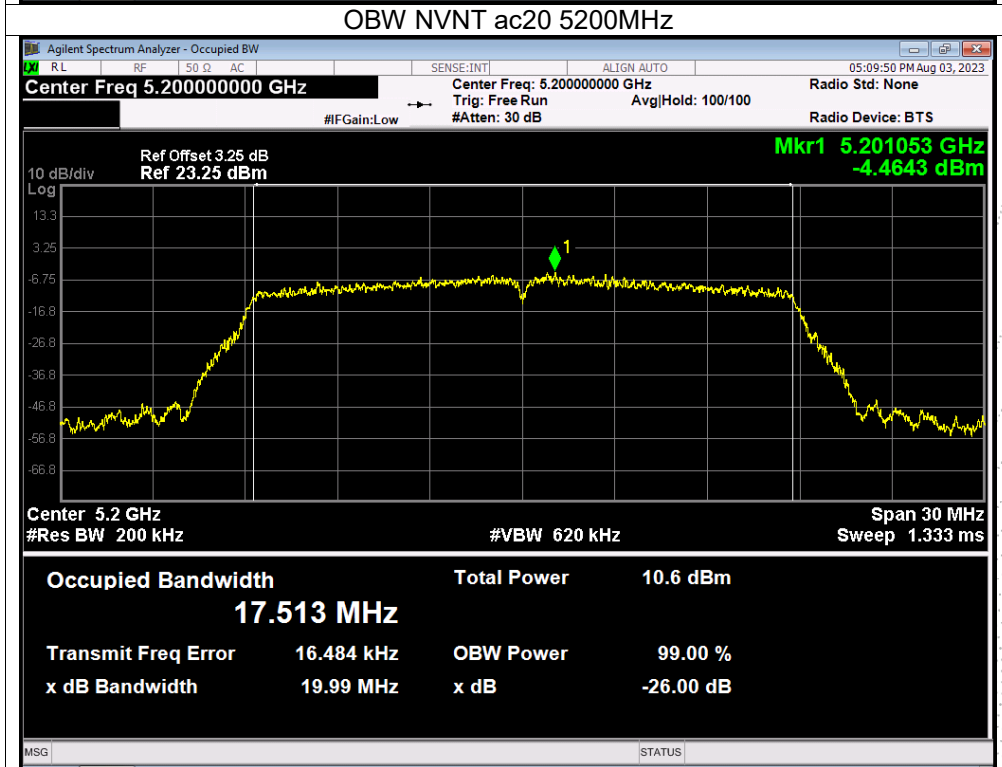 OBW NVNT ac20 5200MHz
Agilent Spectrum Analyzer - Occupied BW
LXI RL RF 50 Ω AC SENSE:INT ALIGN AUTO 05:09:50 PM Aug 03, 2023
Center Freq 5.200000000 GHz Center Freq: 5.200000000 GHz Radio Std: None
Trig: Free Run Avg|Hold: 100/100
#IFGain:Low #Atten: 30 dB Radio Device: BTS
Mkr1 5.201053 GHz
-4.4643 dBm
Ref Offset 3.25 dB
10 dB/div Ref 23.25 dBm
Log
13.3
3.25
1
-6.75
-16.8
-26.8
-36.8
-46.8
-56.8
-66.8
Center 5.2 GHz Span 30 MHz
#Res BW 200 kHz #VBW 620 kHz Sweep 1.333 ms
Occupied Bandwidth Total Power 10.6 dBm
17.513 MHz
Transmit Freq Error 16.484 kHz OBW Power 99.00 %
x dB Bandwidth 19.99 MHz x dB -26.00 dB
MSG STATUS